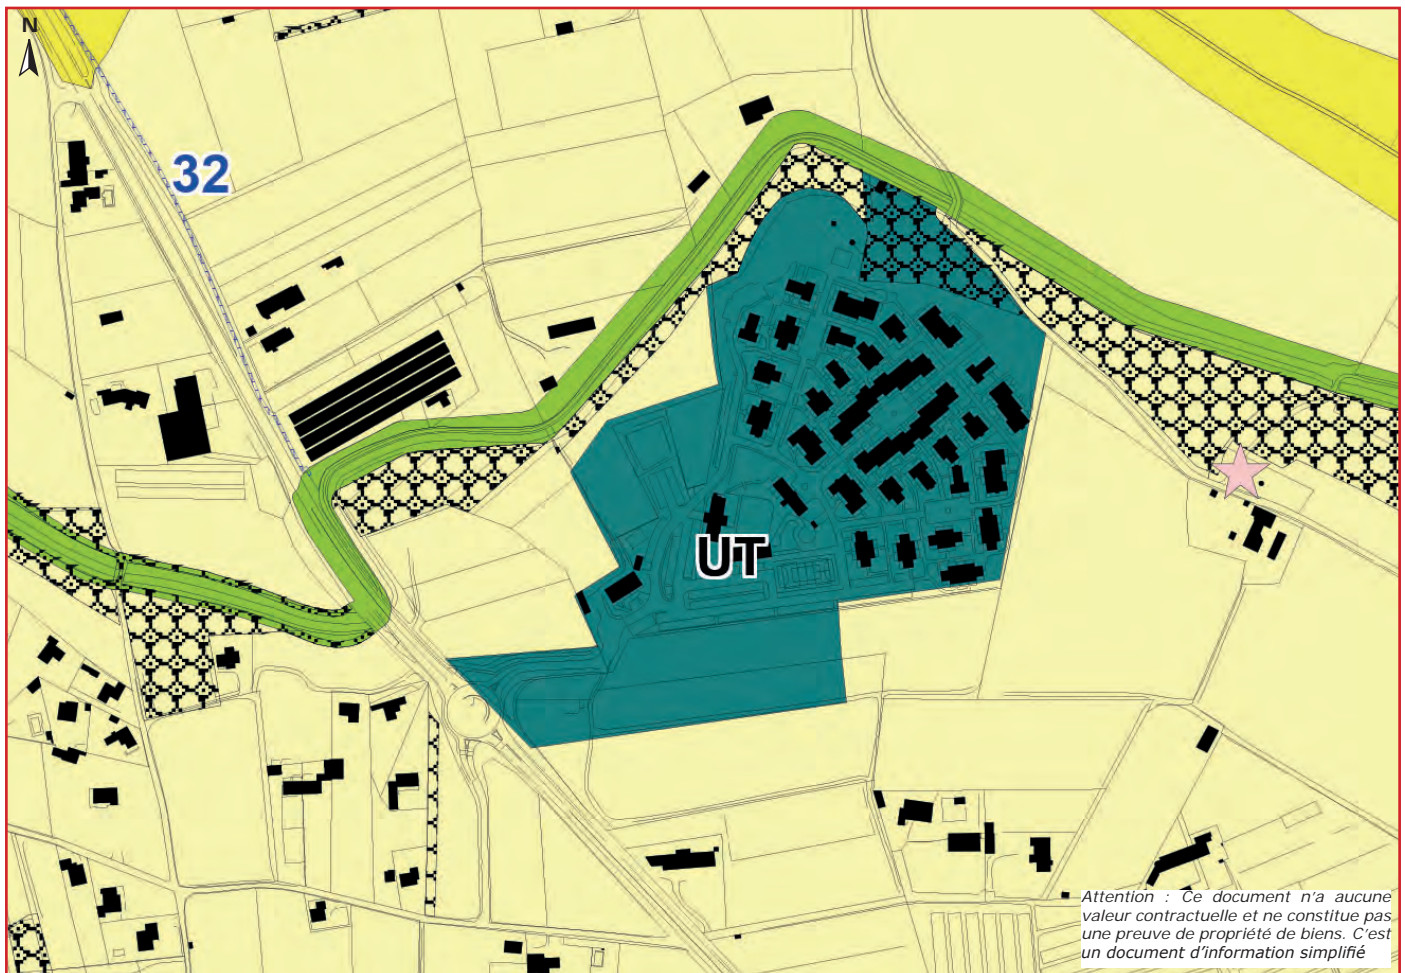 N
32
UT
Attention : Ce document n'a aucune
valeur contractuelle et ne constitue pas
une preuve de propriété de biens. C'est
un document d'information simplifié